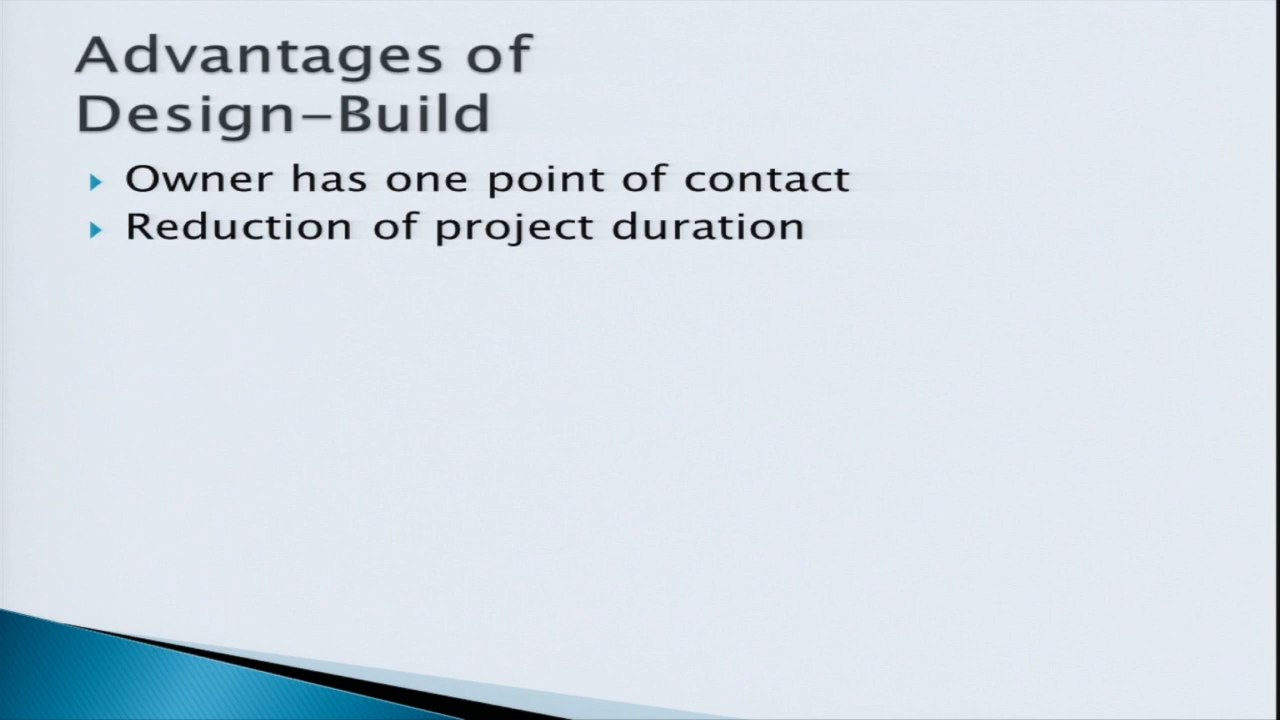 Advantages of
Design-Build
Owner has one point of contact
Reduction of project duration